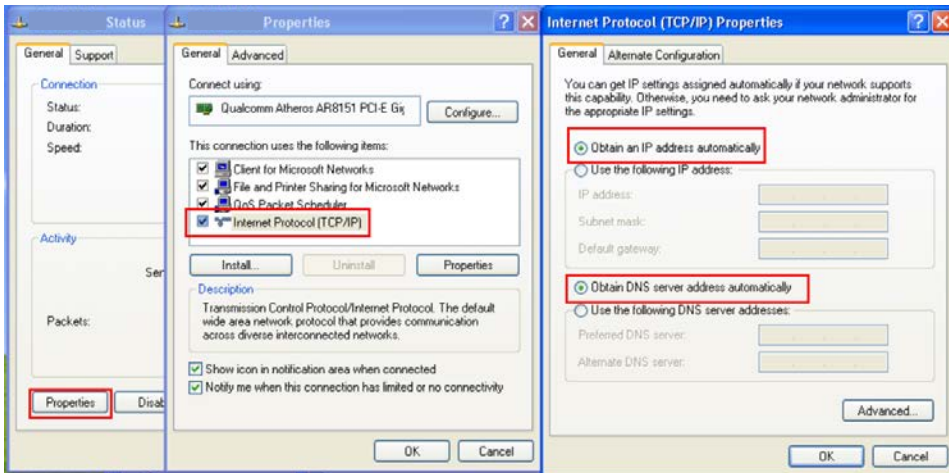 Status
General Support
Connection
Status:
Duration:
Speed:
Activity
Ser
Packets:
Properties Disab
Properties
General Advanced
Connect using:
Qualcomm Atheros AR8151 PCI-E Gig Configure...
This connection uses the following items:
Client for Microsoft Networks
File and Printer Sharing for Microsoft Networks
QoS Packet Scheduler
Internet Protocol (TCP/IP)
Install... Uninstall Properties
Description
Transmission Control Protocol/Internet Protocol. The default
wide area network protocol that provides communication
across diverse interconnected networks.
Show icon in notification area when connected
Notify me when this connection has limited or no connectivity
OK Cancel
Internet Protocol (TCP/IP) Properties
General Alternate Configuration
You can get IP settings assigned automatically if your network supports
this capability. Otherwise, you need to ask your network administrator for
the appropriate IP settings.
Obtain an IP address automatically
Use the following IP address:
IP address:
Subnet mask:
Default gateway:
Obtain DNS server address automatically
Use the following DNS server addresses:
Preferred DNS server:
Alternate DNS server:
Advanced...
OK Cancel